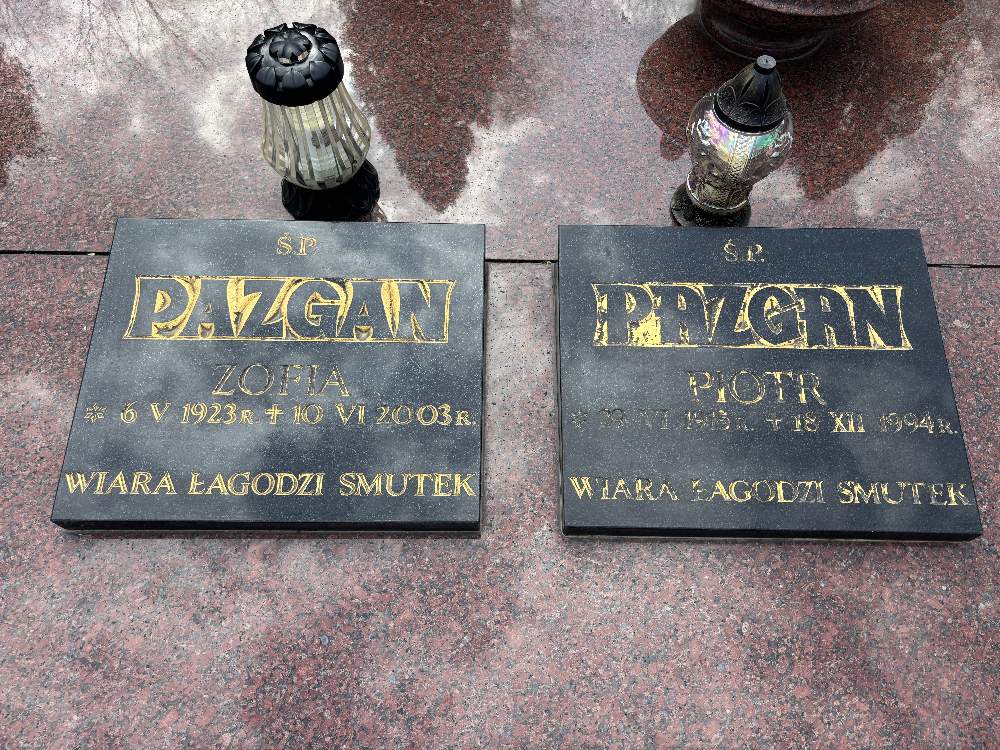 Ś.P.
PAZGAN
ZOFIA
* 6 V 1923 R. + 10 VI 2003 R.
WIARA ŁAGODZI SMUTEK
Ś.P.
PAZGAN
PIOTR
* VI R. + 18 XII 1994 R.
WIARA ŁAGODZI SMUTEK